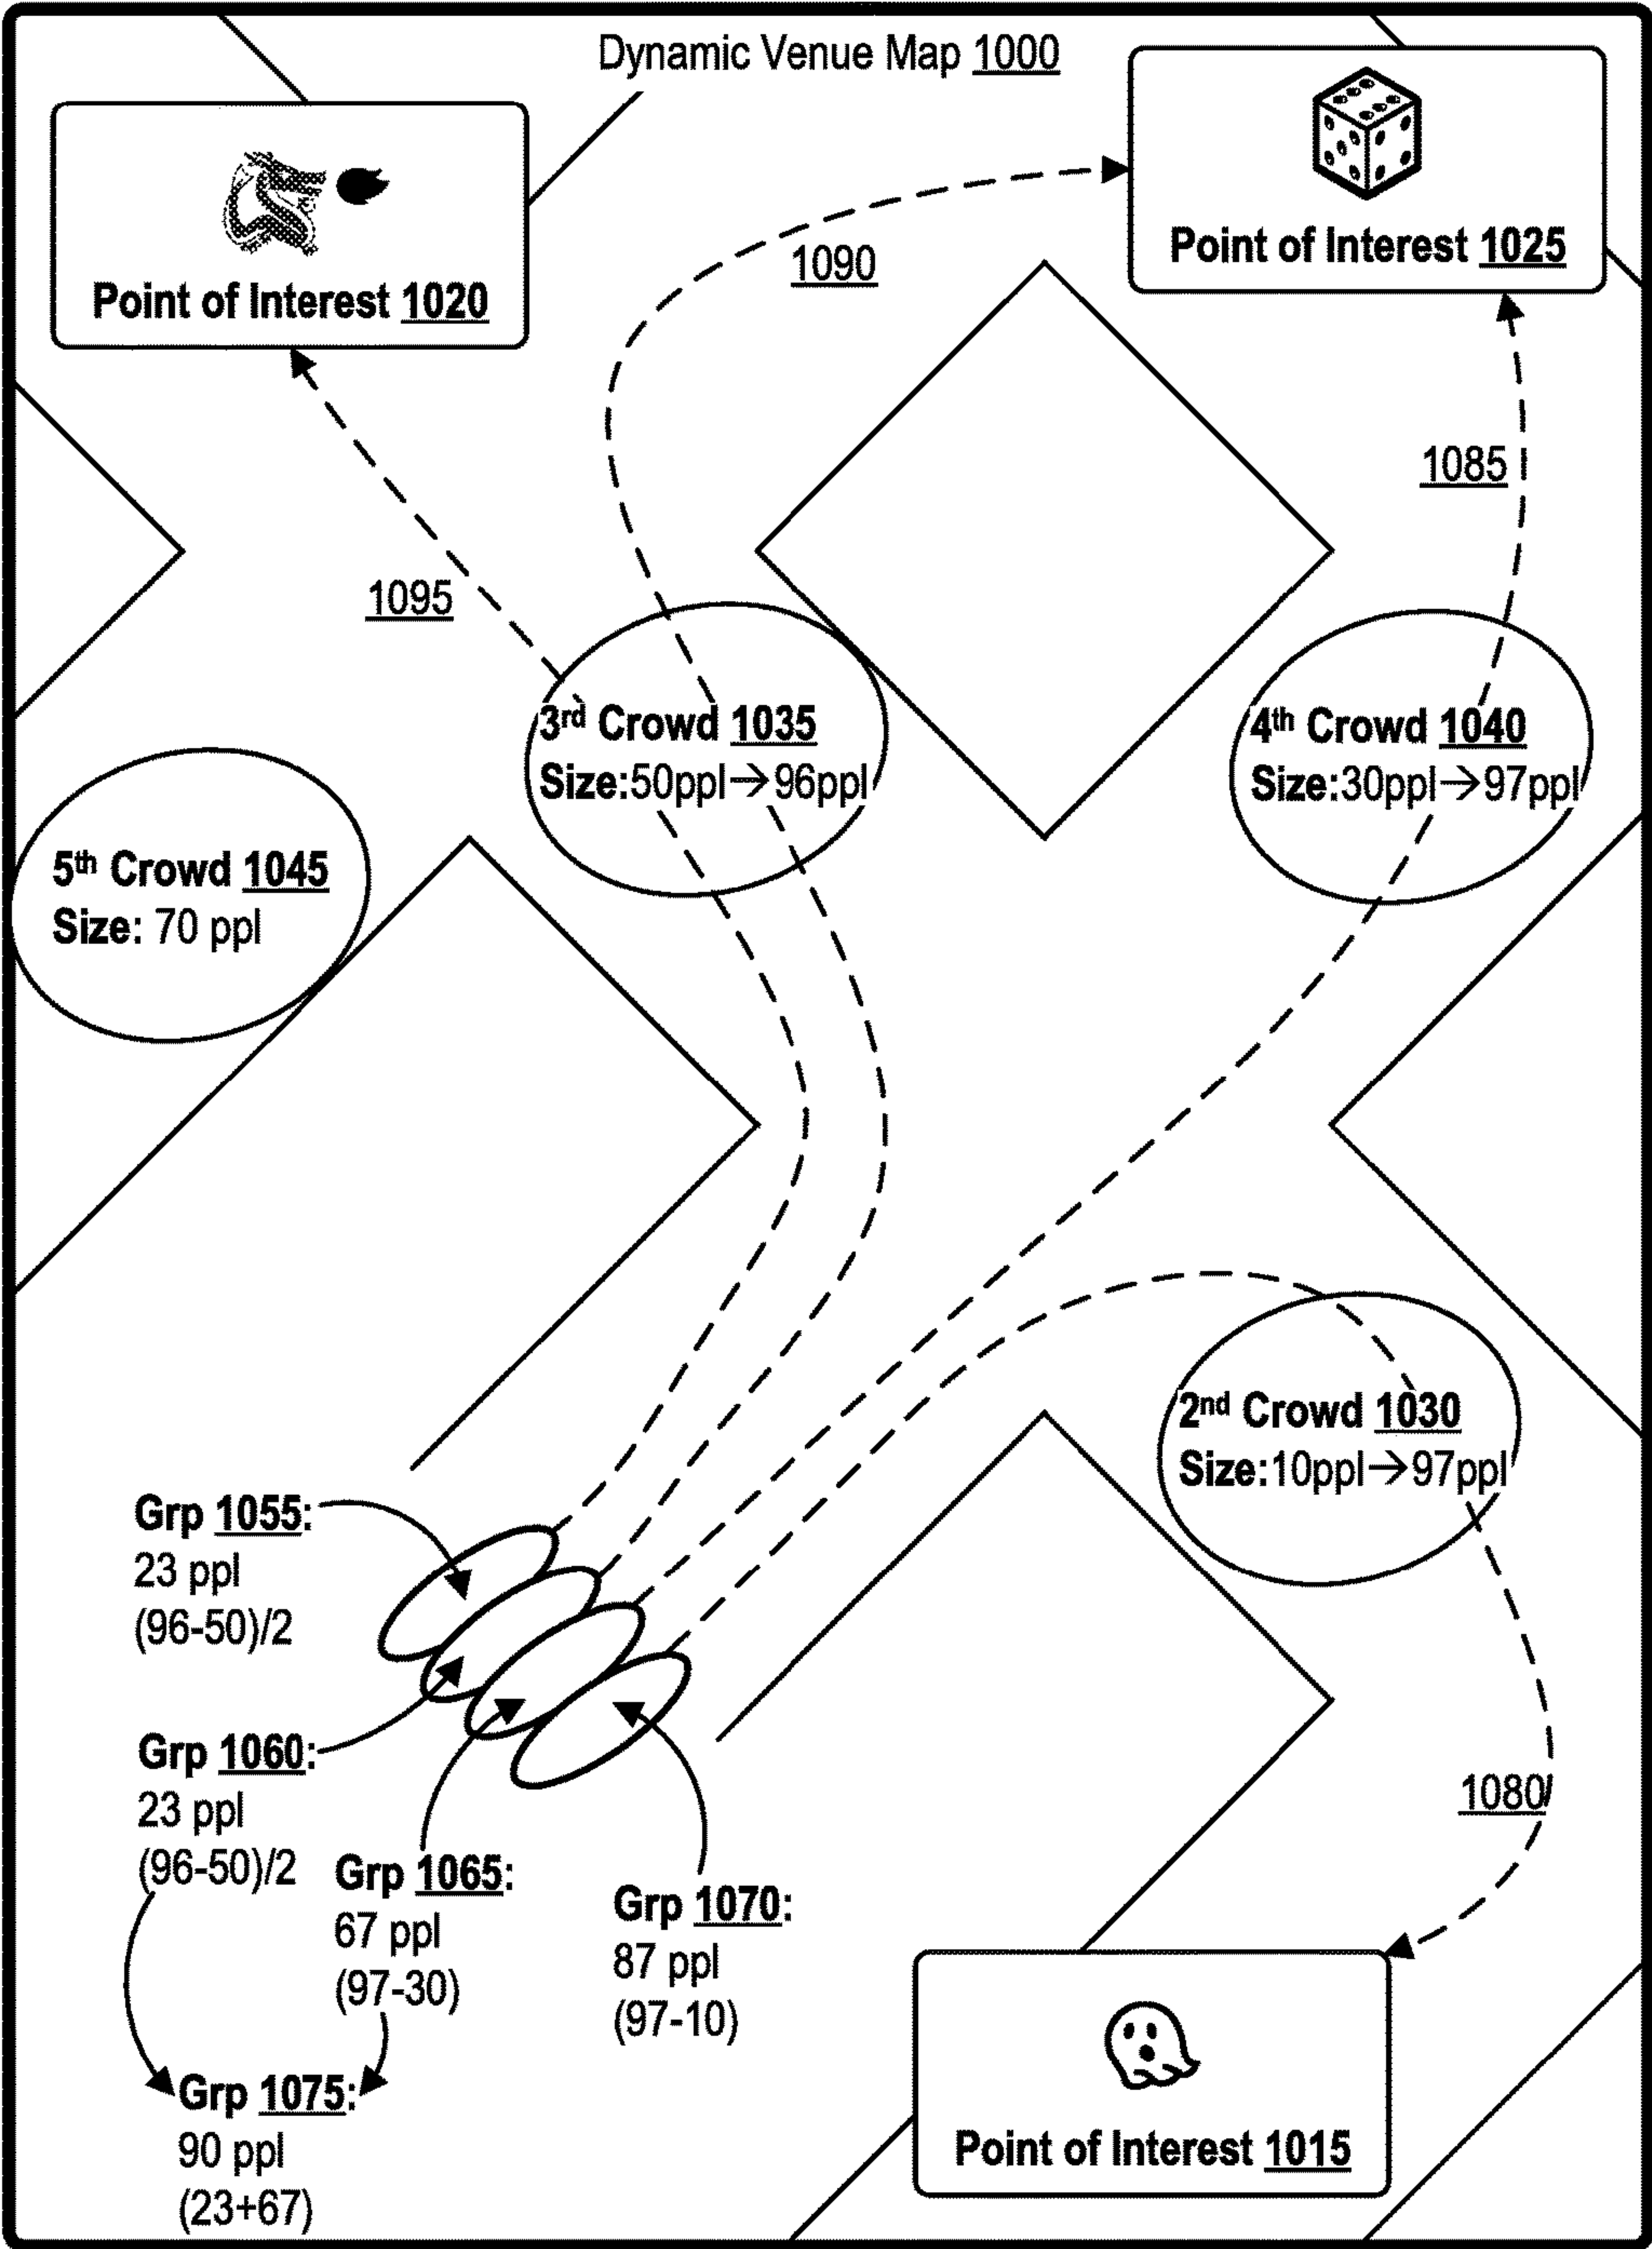 Dynamic Venue Map 1000
Point of Interest 1020
Point of Interest 1025
1090
1085
1095
3rd Crowd 1035
Size:50ppl→96ppl
4th Crowd 1040
Size:30ppl→97ppl
5th Crowd 1045
Size: 70 ppl
2nd Crowd 1030
Size:10ppl→97ppl
Grp 1055:
23 ppl
(96-50)/2
Grp 1060:
23 ppl
(96-50)/2
Grp 1065:
67 ppl
(97-30)
Grp 1070:
87 ppl
(97-10)
1080
Grp 1075:
90 ppl
(23+67)
Point of Interest 1015